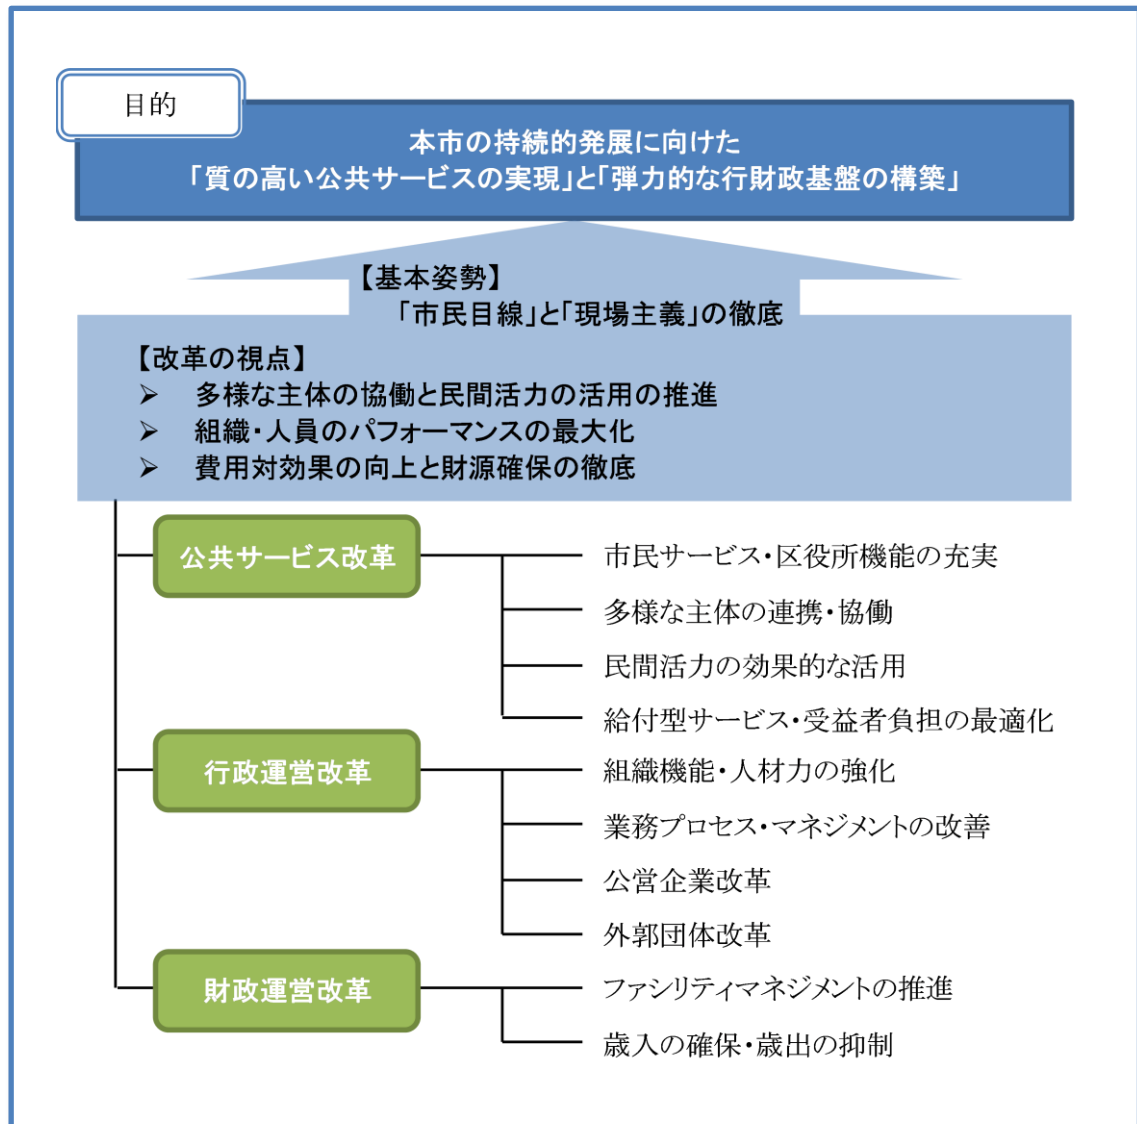 目的
本市の持続的発展に向けた
「質の高い公共サービスの実現」と「弾力的な行財政基盤の構築」
【基本姿勢】
「市民目線」と「現場主義」の徹底
【改革の視点】
➢ 多様な主体の協働と民間活力の活用の推進
➢ 組織・人員のパフォーマンスの最大化
➢ 費用対効果の向上と財源確保の徹底
公共サービス改革
市民サービス・区役所機能の充実
多様な主体の連携・協働
民間活力の効果的な活用
給付型サービス・受益者負担の最適化
行政運営改革
組織機能・人材力の強化
業務プロセス・マネジメントの改善
公営企業改革
外郭団体改革
財政運営改革
ファシリティマネジメントの推進
歳入の確保・歳出の抑制